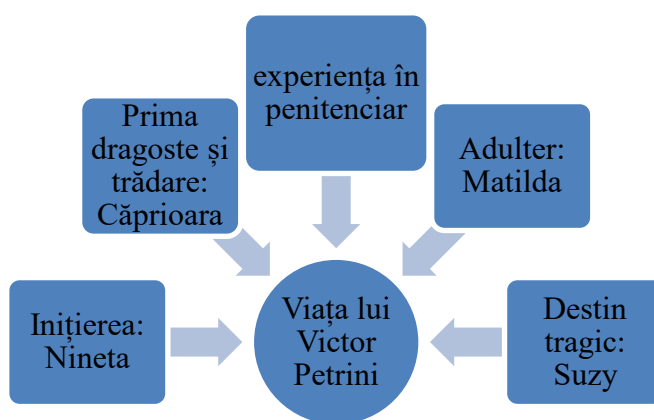 Inițierea:
Nineta
Prima
dragoste și
trădare:
Căprioara
experiența în
penitenciar
Adulter:
Matilda
Destin
tragic:
Suzy
Viața lui
Victor
Petrini